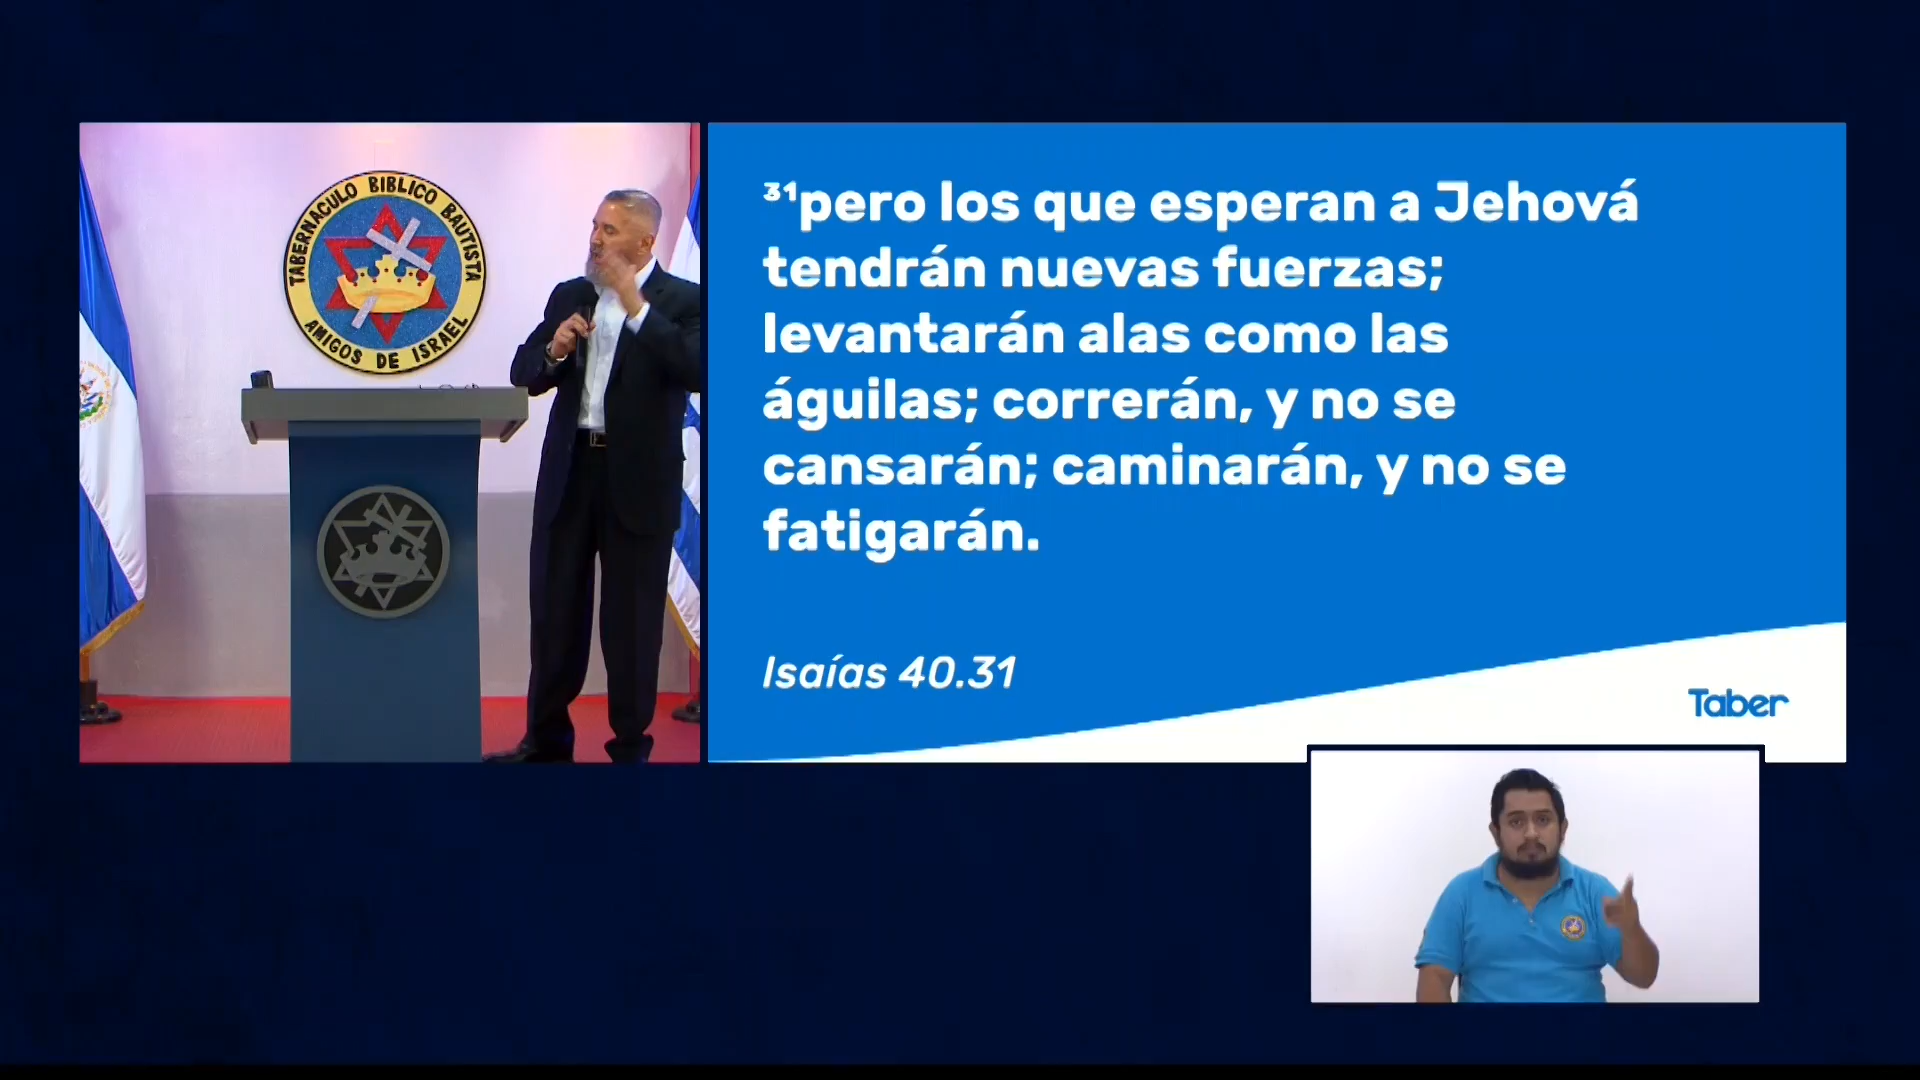 TABERNACULO BIBLICO BAUTISTA
AMIGOS DE ISRAEL
³¹pero los que esperan a Jehová
tendrán nuevas fuerzas;
levantarán alas como las
águilas; correrán, y no se
cansarán; caminarán, y no se
fatigarán.
Isaías 40.31
Taber